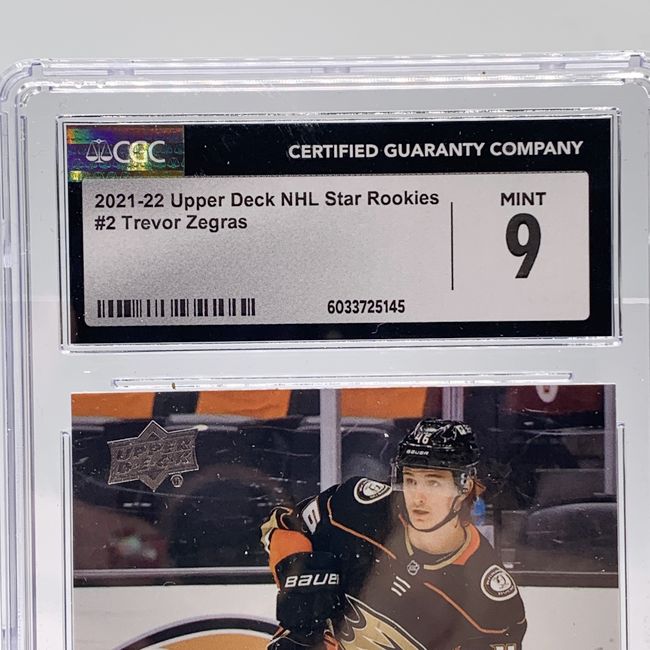 CGC
CERTIFIED GUARANTY COMPANY
2021-22 Upper Deck NHL Star Rookies
#2 Trevor Zegras
MINT
9
6033725145
UPPER
DECK
46
BAUER
BAUER